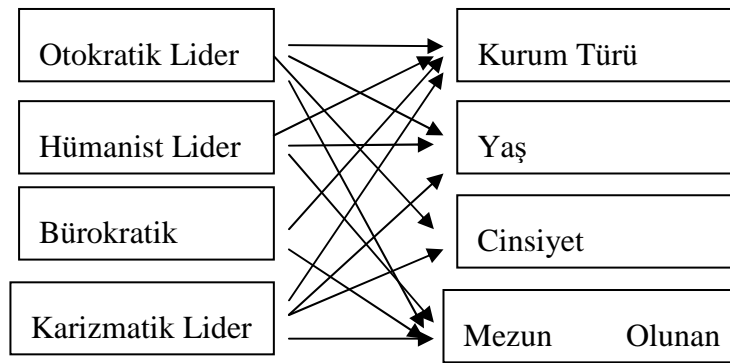 Otokratik Lider
Kurum Türü
Hümanist Lider
Yaş
Bürokratik
Cinsiyet
Karizmatik Lider
Mezun Olunan